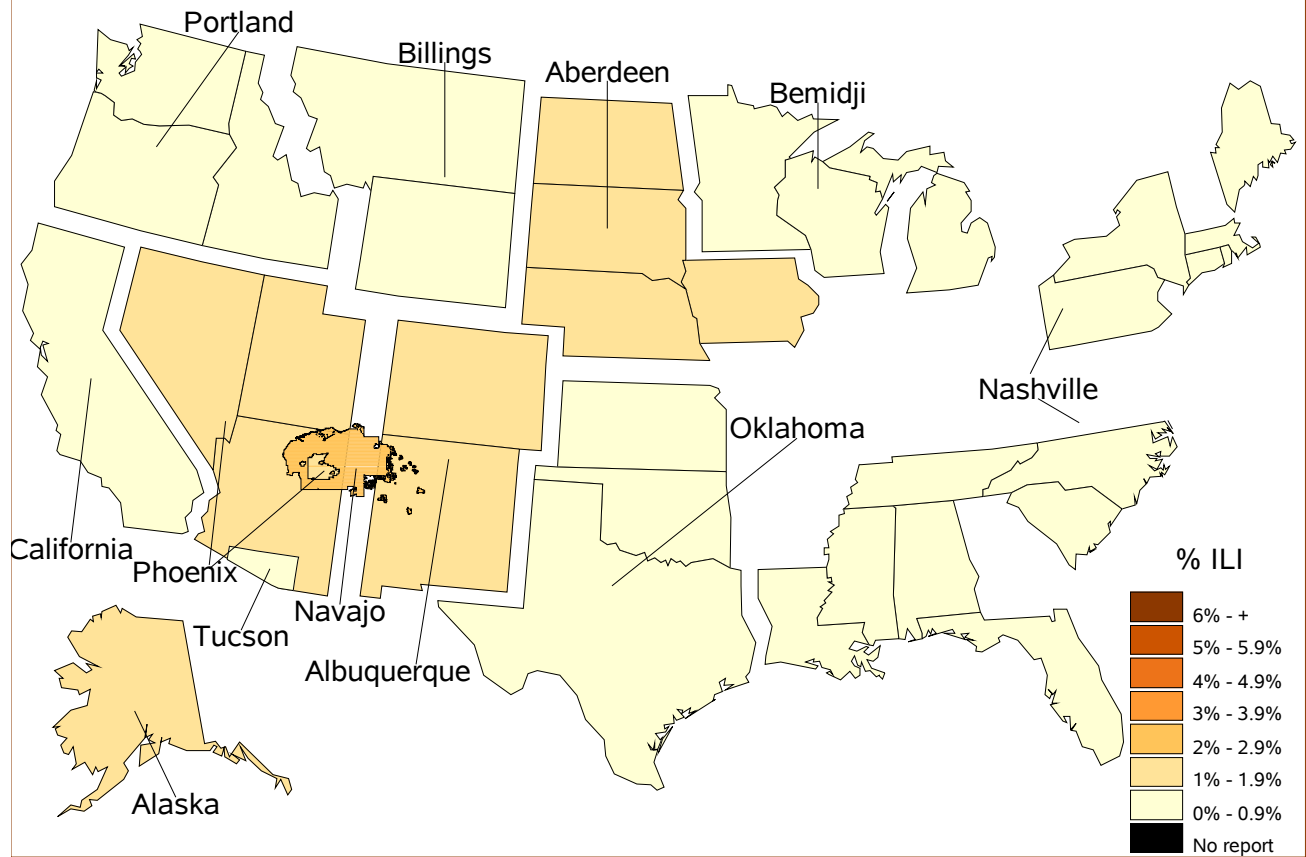 Portland
Billings
Aberdeen
Bemidji
Nashville
Oklahoma
California
Phoenix
Navajo
Tucson
Albuquerque
Alaska
% ILI
6% - +
5% - 5.9%
4% - 4.9%
3% - 3.9%
2% - 2.9%
1% - 1.9%
0% - 0.9%
No report